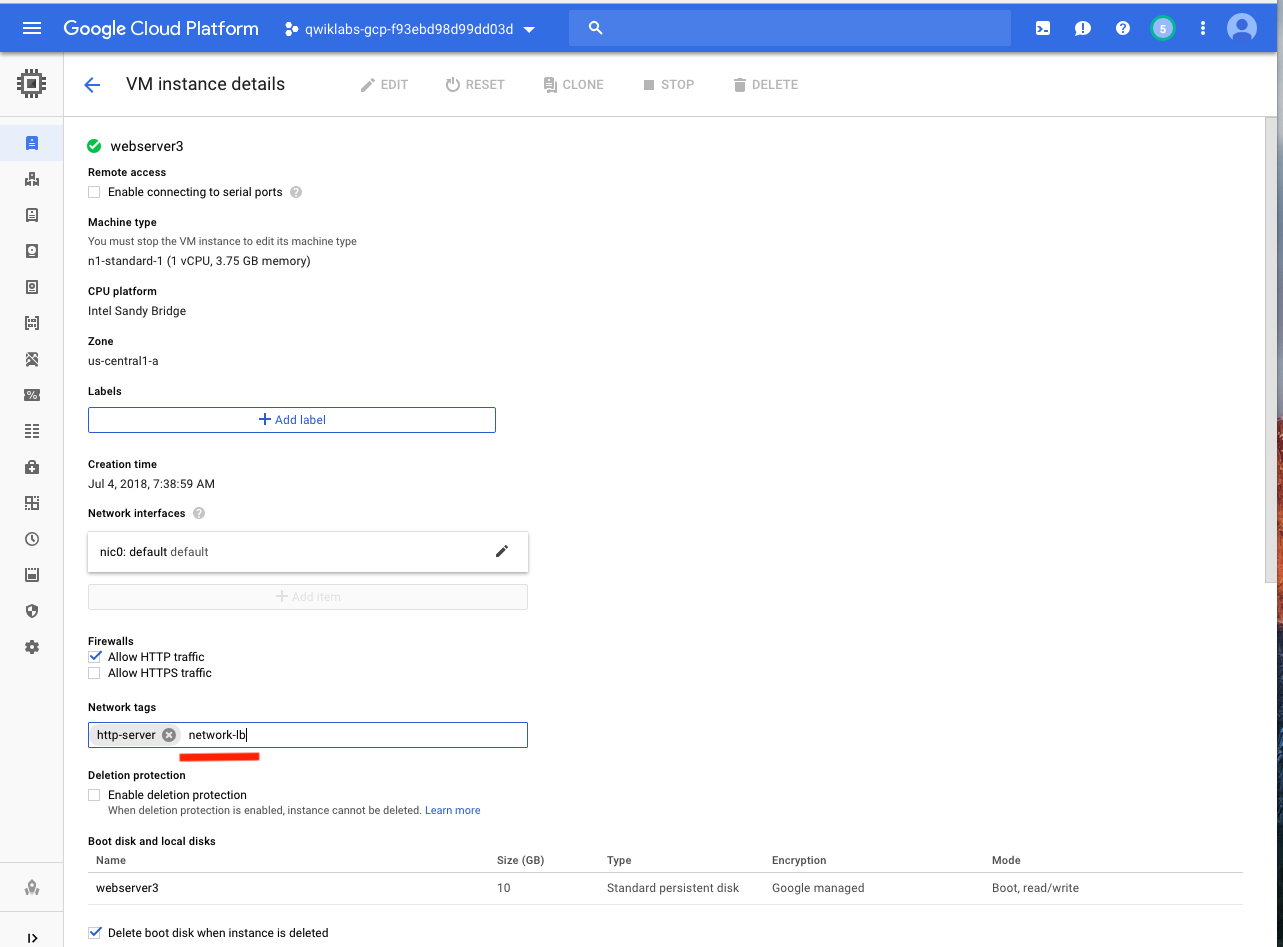 Google Cloud Platform qwiklabs-gcp-f93ebd98d99dd03d 5
VM instance details EDIT RESET CLONE STOP DELETE
webserver3
Remote access
Enable connecting to serial ports ?
Machine type
You must stop the VM instance to edit its machine type
n1-standard-1 (1 vCPU, 3.75 GB memory)
CPU platform
Intel Sandy Bridge
Zone
us-central1-a
Labels
+ Add label
Creation time
Jul 4, 2018, 7:38:59 AM
Network interfaces ?
nic0: default default
+ Add item
Firewalls
Allow HTTP traffic
Allow HTTPS traffic
Network tags
http-server network-lb
Deletion protection
Enable deletion protection
When deletion protection is enabled, instance cannot be deleted. Learn more
Boot disk and local disks
Name Size (GB) Type Encryption Mode
webserver3 10 Standard persistent disk Google managed Boot, read/write
Delete boot disk when instance is deleted